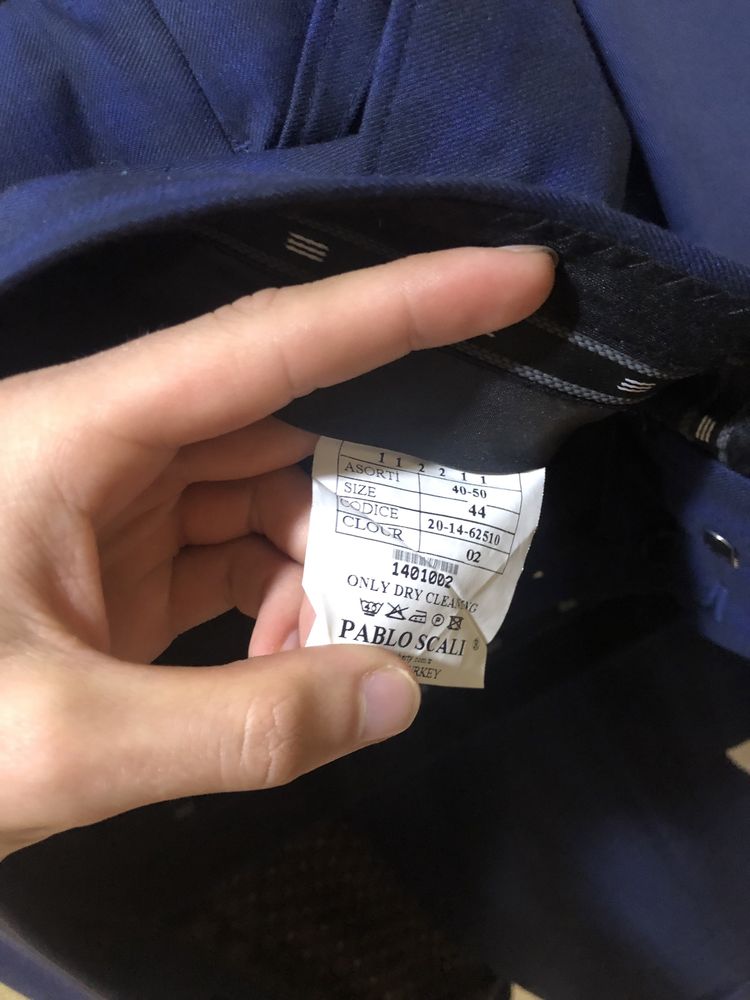 1 1 2 2 1 1
ASORTİ 40-50
SIZE 44
CODICE 20-14-62510
CLOUR 02
1401002
ONLY DRY CLEANING
PABLO SCALI